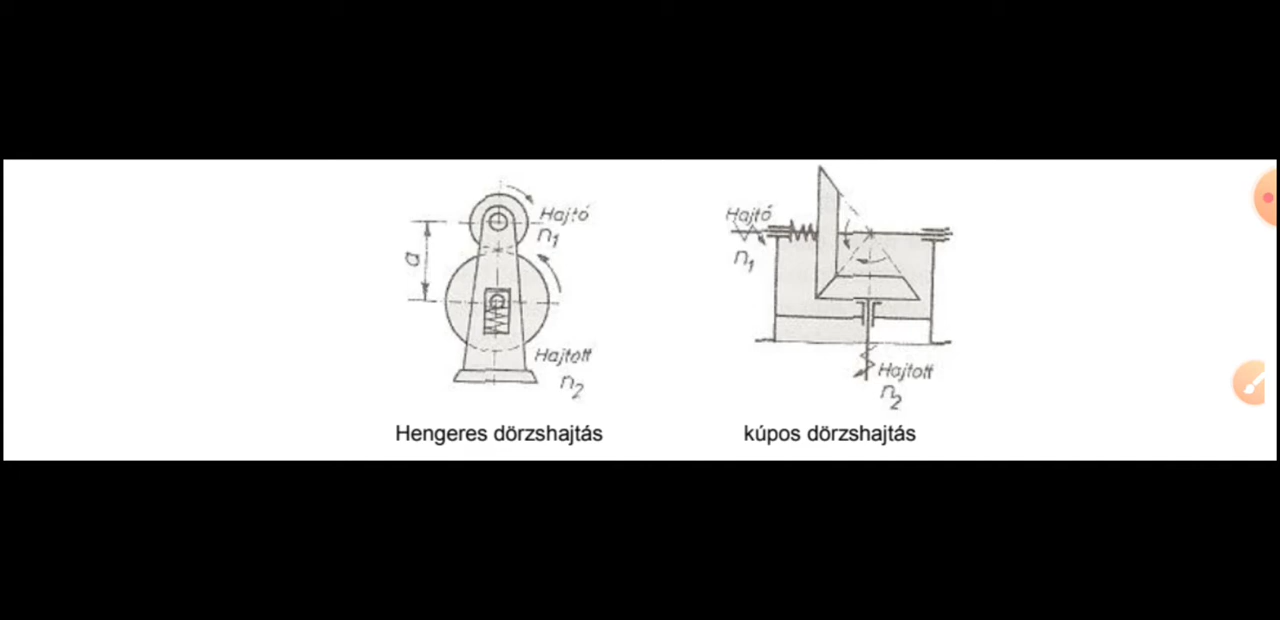 Hajtó
n1
a
Hajtott
n2
Hengeres dörzshajtás
Hajtó
n1
Hajtott
n2
kúpos dörzshajtás